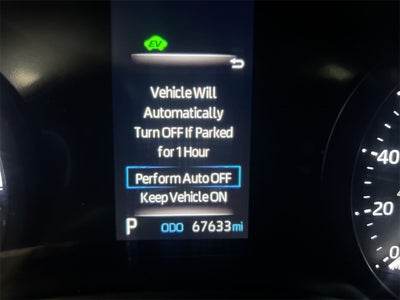 EV
Vehicle Will
Automatically
Turn OFF If Parked
for 1 Hour
Perform Auto OFF
Keep Vehicle ON
P ODO 67633 mi
40
20
0